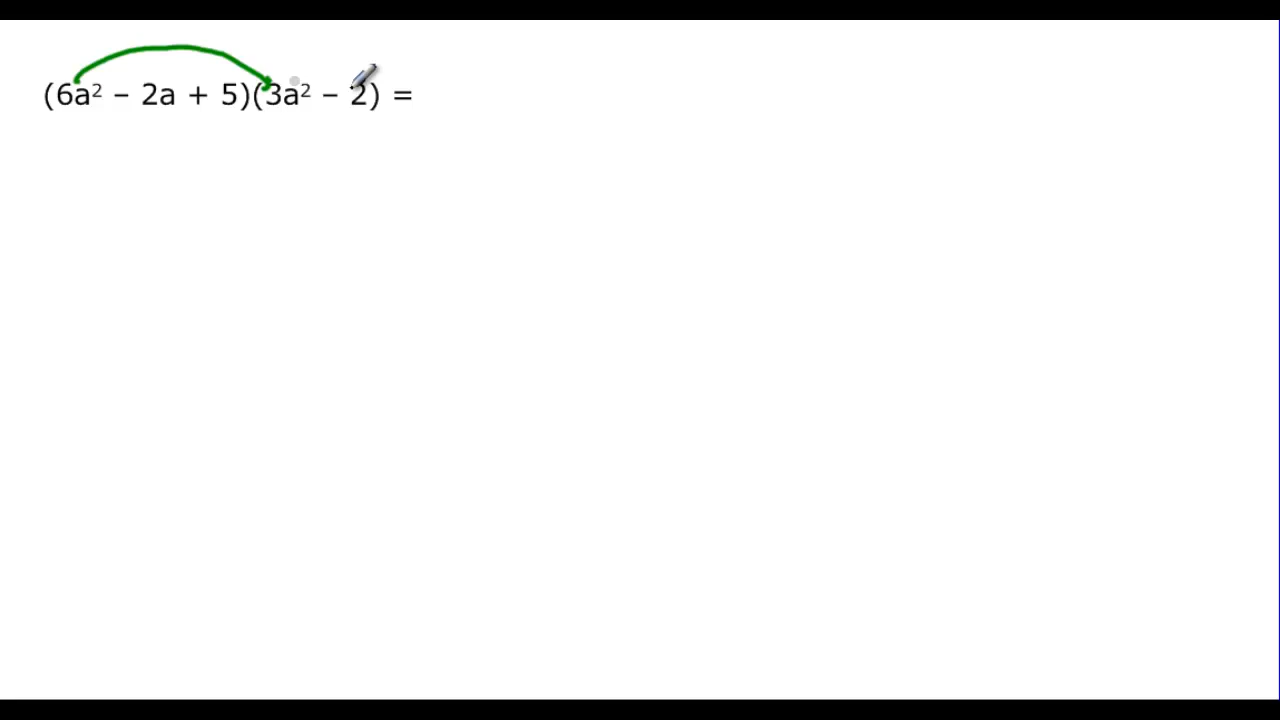 (6a² – 2a + 5)(3a² – 2) =